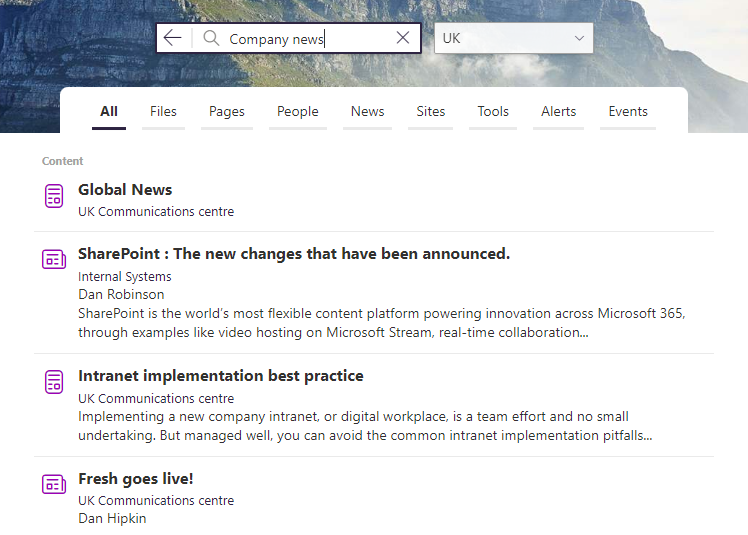 Company news
UK
All Files Pages People News Sites Tools Alerts Events
Content
Global News
UK Communications centre
SharePoint : The new changes that have been announced.
Internal Systems
Dan Robinson
SharePoint is the world’s most flexible content platform powering innovation across Microsoft 365,
through examples like video hosting on Microsoft Stream, real-time collaboration...
Intranet implementation best practice
UK Communications centre
Implementing a new company intranet, or digital workplace, is a team effort and no small
undertaking. But managed well, you can avoid the common intranet implementation pitfalls...
Fresh goes live!
UK Communications centre
Dan Hipkin